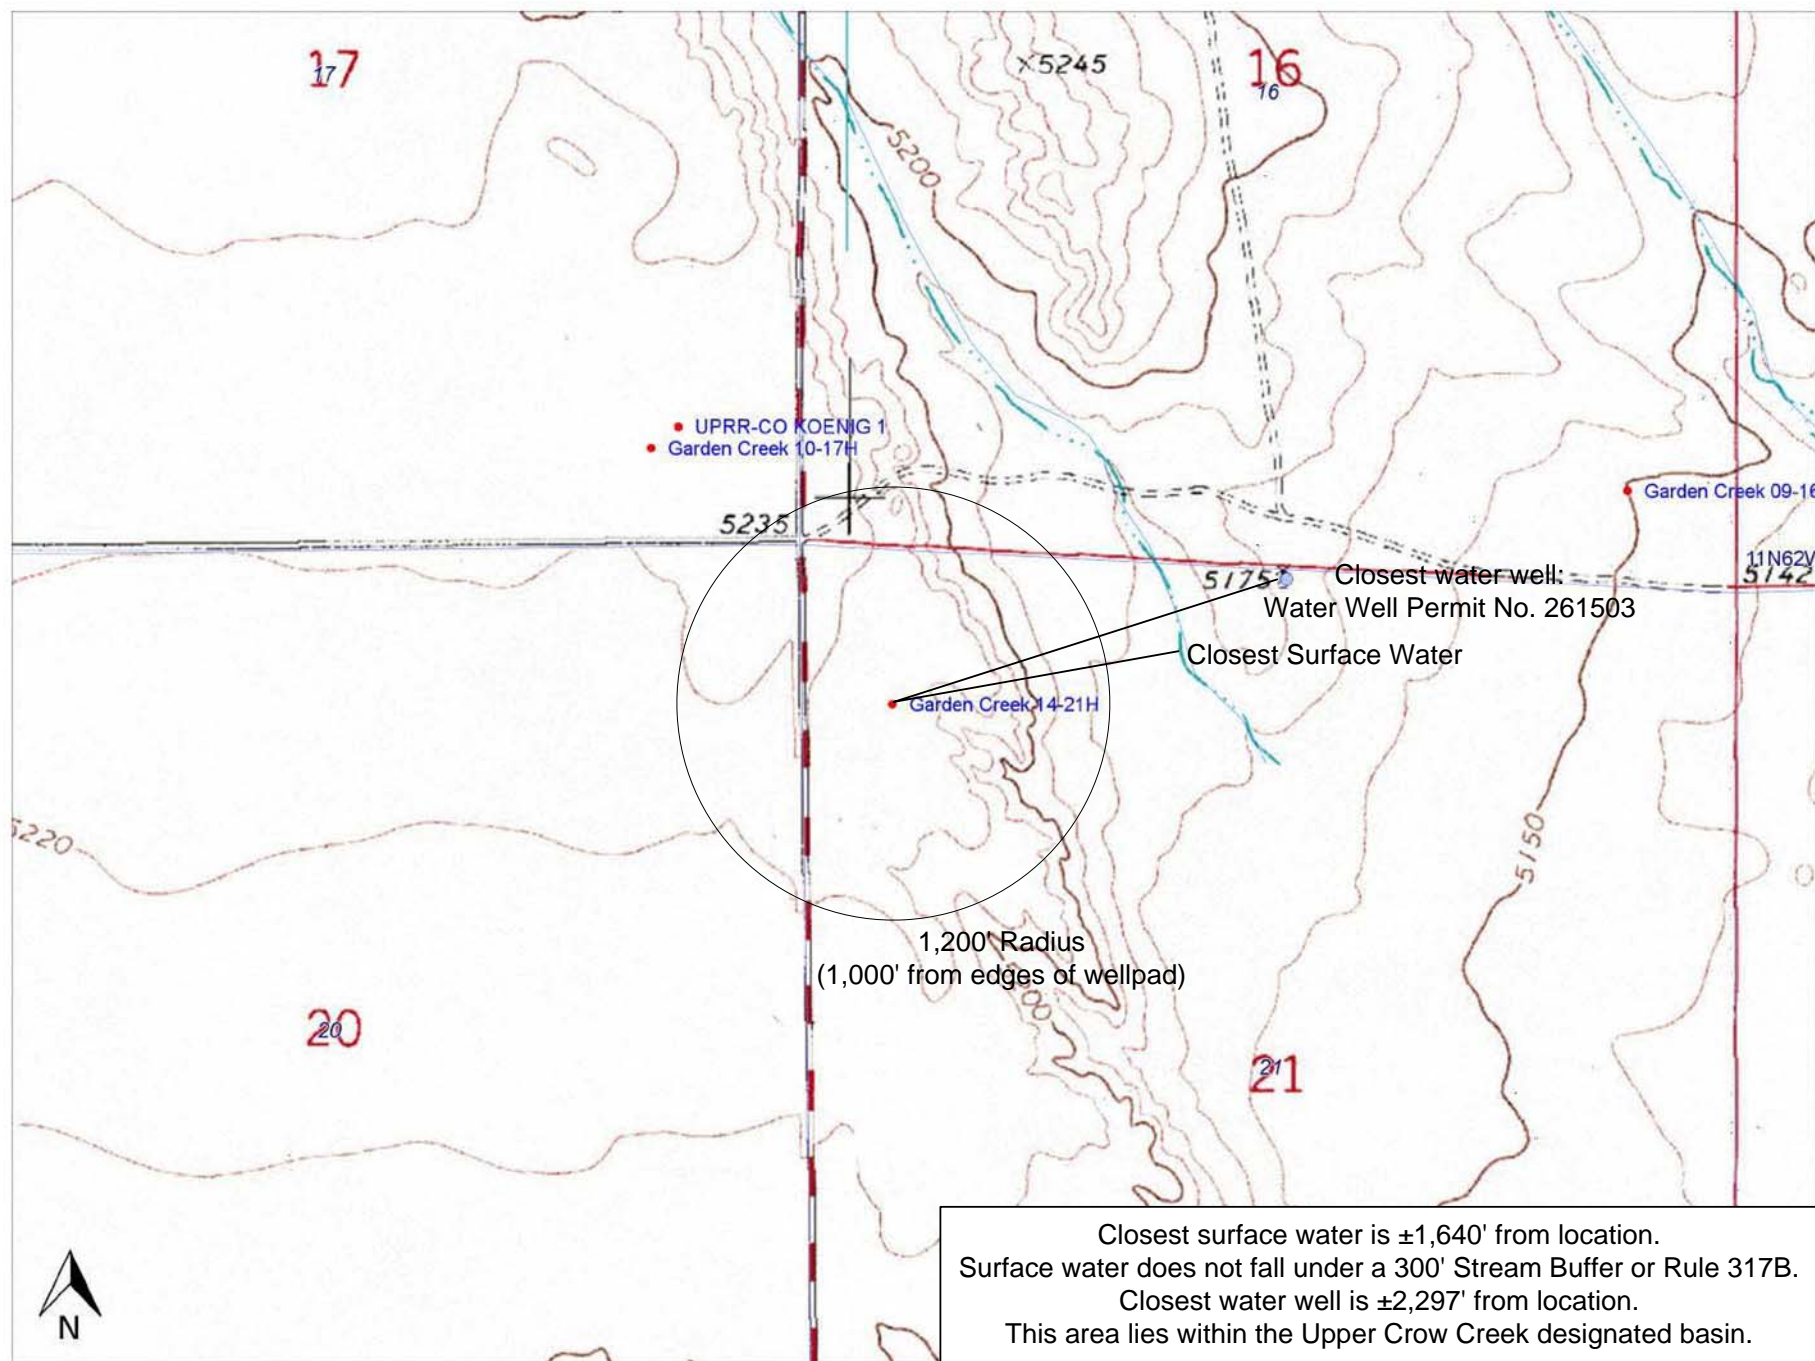 17
17
×5245
16
16
5200
UPRR-CO KOENIG 1
Garden Creek 10-17H
Garden Creek 09-16
5235
11N62W
5175
Closest water well:
5142
Water Well Permit No. 261503
Closest Surface Water
Garden Creek 14-21H
5220
5150
1,200' Radius
(1,000' from edges of wellpad)
20
20
21
21
Closest surface water is ±1,640' from location.
Surface water does not fall under a 300' Stream Buffer or Rule 317B.
Closest water well is ±2,297' from location.
This area lies within the Upper Crow Creek designated basin.
N